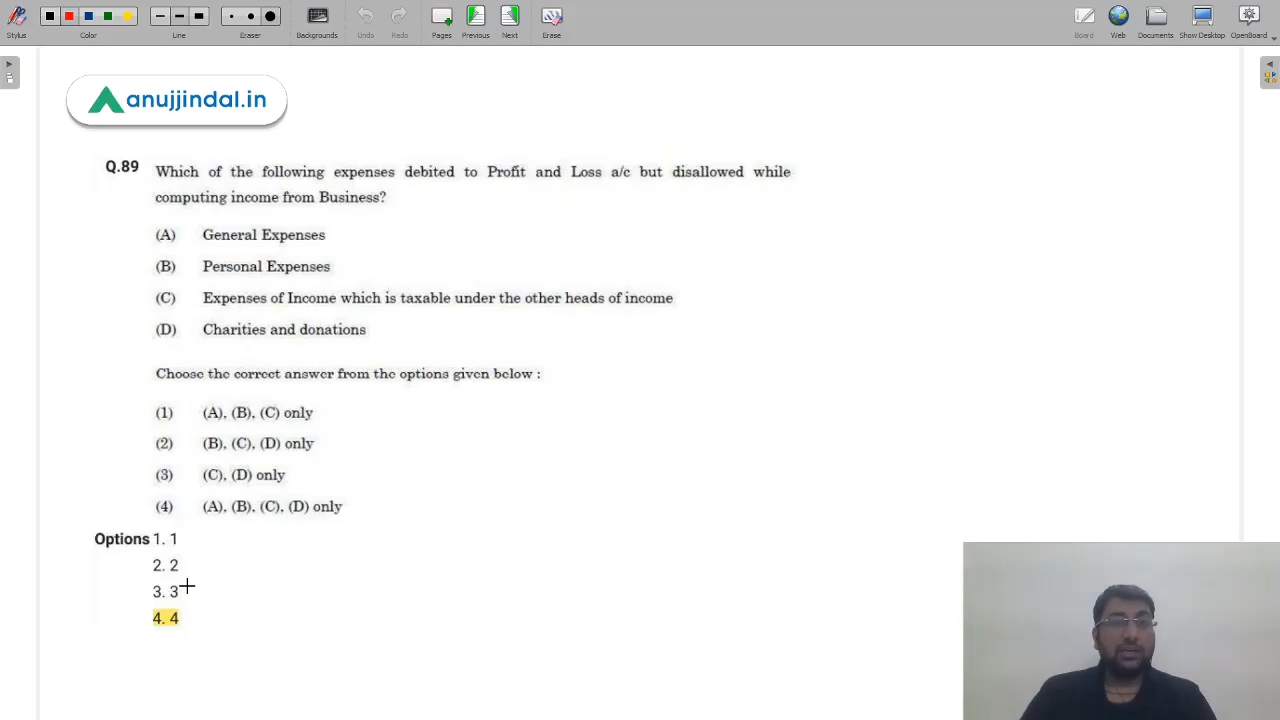 Stylus
Color
Line
Eraser
Backgrounds
Undo
Redo
Pages
Previous
Next
Erase
Board
Web
Documents
Show Desktop
OpenBoard
anujjindal.in
Q.89 Which of the following expenses debited to Profit and Loss a/c but disallowed while
computing income from Business?
(A) General Expenses
(B) Personal Expenses
(C) Expenses of Income which is taxable under the other heads of income
(D) Charities and donations
Choose the correct answer from the options given below :
(1) (A), (B), (C) only
(2) (B), (C), (D) only
(3) (C), (D) only
(4) (A), (B), (C), (D) only
Options 1. 1
2. 2
3. 3
4. 4